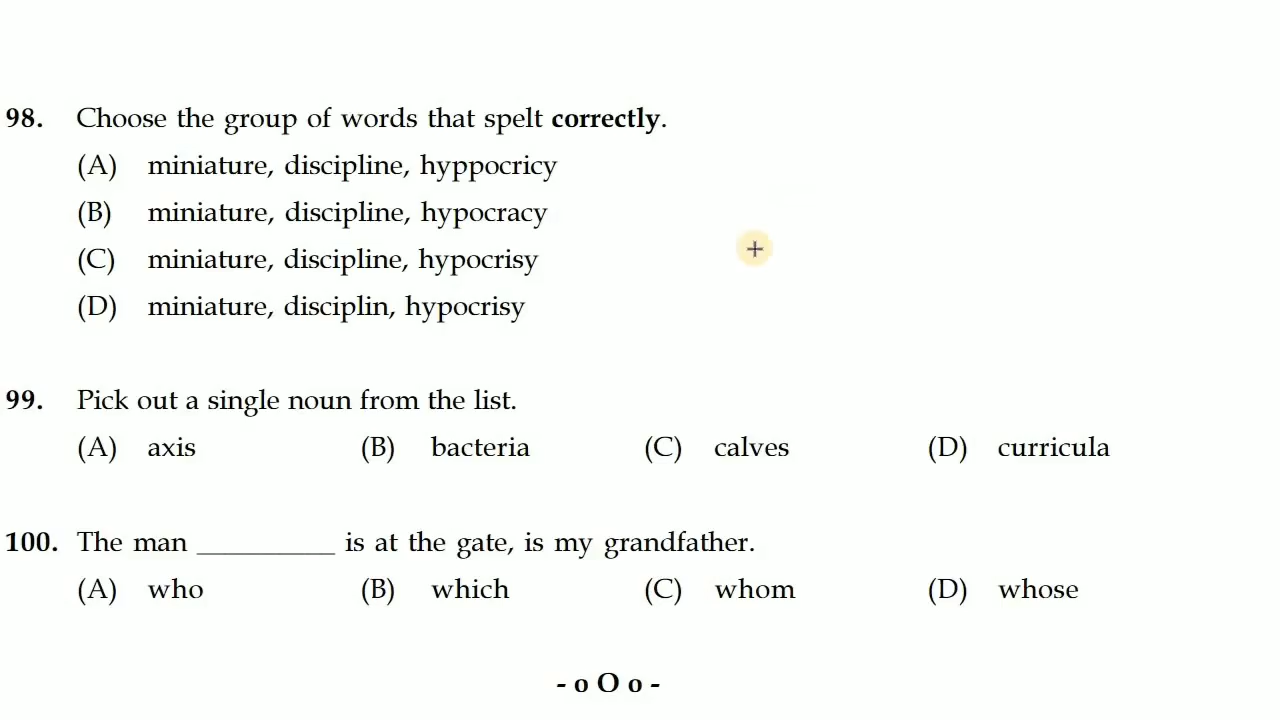 98. Choose the group of words that spelt correctly.
(A) miniature, discipline, hyppocricy
(B) miniature, discipline, hypocracy
(C) miniature, discipline, hypocrisy
(D) miniature, disciplin, hypocrisy
99. Pick out a single noun from the list.
(A) axis (B) bacteria (C) calves (D) curricula
100. The man __________ is at the gate, is my grandfather.
(A) who (B) which (C) whom (D) whose
- o O o -